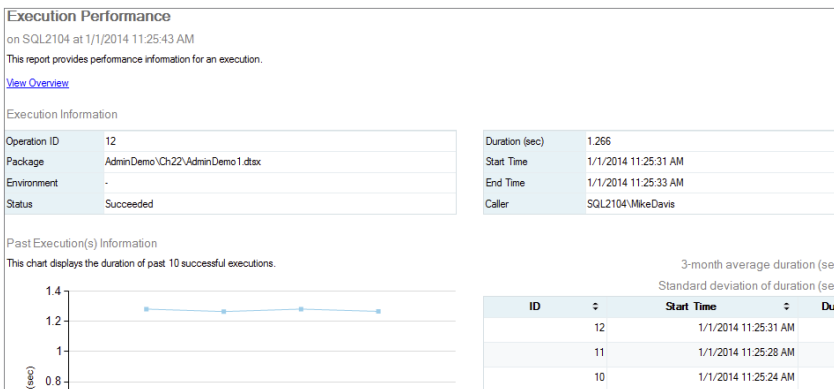 Execution Performance
on SQL2104 at 1/1/2014 11:25:43 AM
This report provides performance information for an execution.
View Overview
Execution Information
Operation ID 12
Package AdminDemo\Ch22\AdminDemo1.dtsx
Environment -
Status Succeeded
Duration (sec) 1.266
Start Time 1/1/2014 11:25:31 AM
End Time 1/1/2014 11:25:33 AM
Caller SQL2104\MikeDavis
Past Execution(s) Information
This chart displays the duration of past 10 successful executions.
1.4
1.2
1
0.8
(sec)
3-month average duration (se
Standard deviation of duration (se
ID Start Time Du
12 1/1/2014 11:25:31 AM
11 1/1/2014 11:25:28 AM
10 1/1/2014 11:25:24 AM